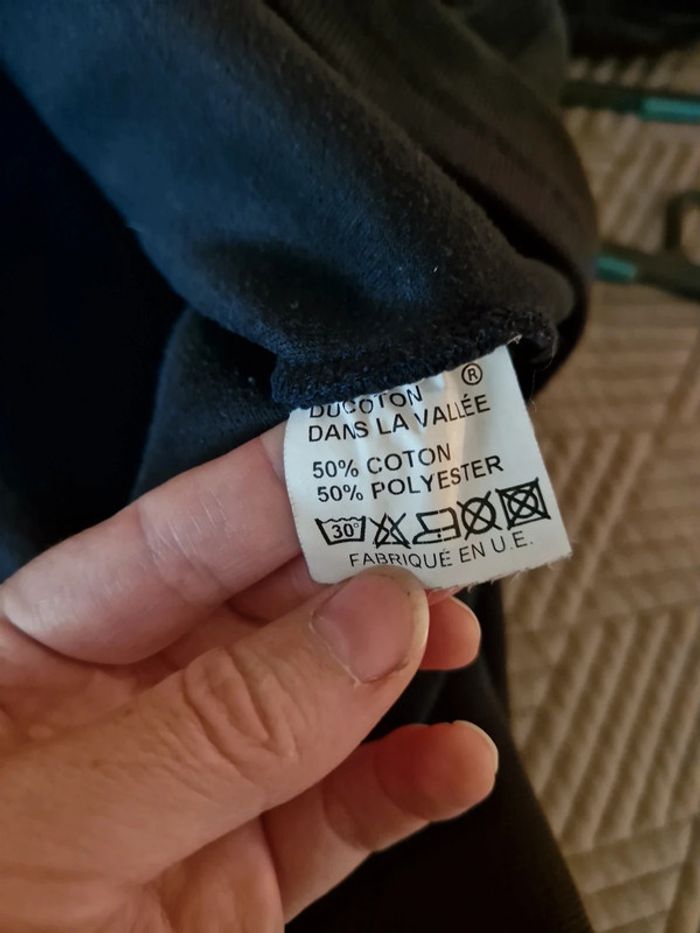 ®
DUCOTON
DANS LA VALLÉE
50% COTON
50% POLYESTER
30°
FABRIQUÉ EN U.E.